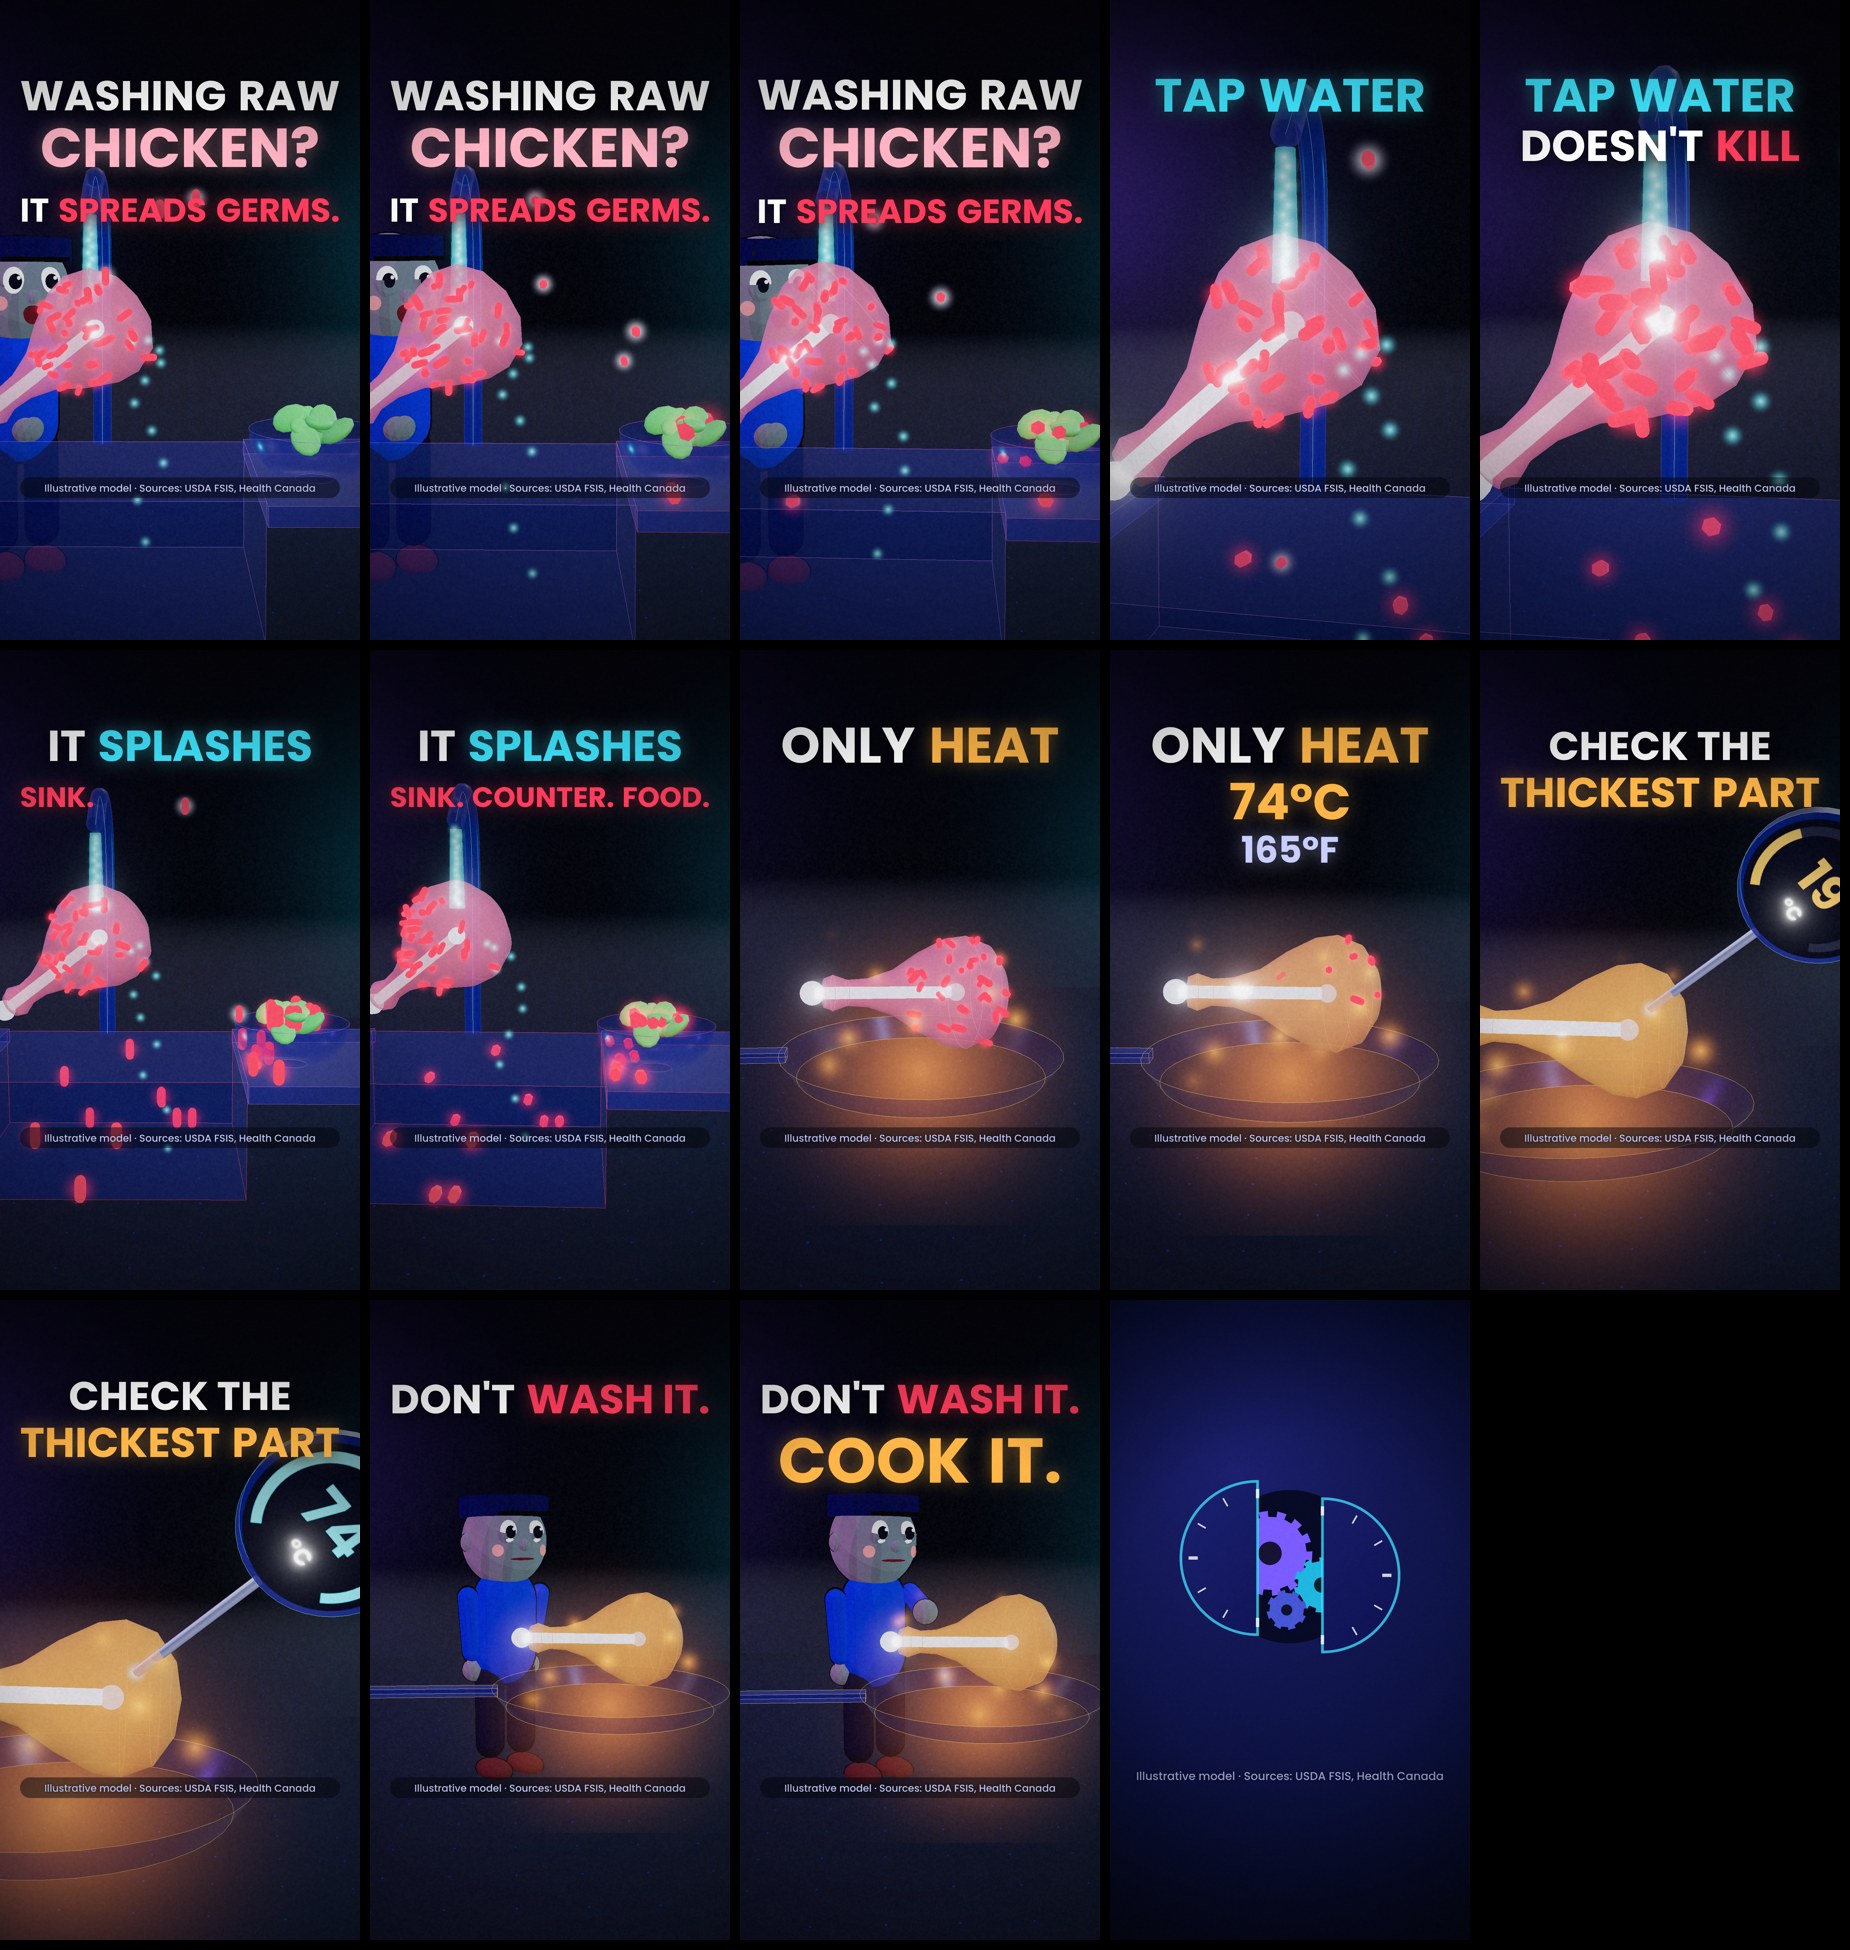 WASHING RAW
CHICKEN?
IT SPREADS GERMS.
Illustrative model · Sources: USDA FSIS, Health Canada
WASHING RAW
CHICKEN?
IT SPREADS GERMS.
Illustrative model · Sources: USDA FSIS, Health Canada
WASHING RAW
CHICKEN?
IT SPREADS GERMS.
Illustrative model · Sources: USDA FSIS, Health Canada
TAP WATER
Illustrative model · Sources: USDA FSIS, Health Canada
TAP WATER
DOESN'T KILL
Illustrative model · Sources: USDA FSIS, Health Canada
IT SPLASHES
SINK.
Illustrative model · Sources: USDA FSIS, Health Canada
IT SPLASHES
SINK. COUNTER. FOOD.
Illustrative model · Sources: USDA FSIS, Health Canada
ONLY HEAT
Illustrative model · Sources: USDA FSIS, Health Canada
ONLY HEAT
74°C
165°F
Illustrative model · Sources: USDA FSIS, Health Canada
CHECK THE
THICKEST PART
19
°C
Illustrative model · Sources: USDA FSIS, Health Canada
CHECK THE
THICKEST PART
74
°C
Illustrative model · Sources: USDA FSIS, Health Canada
DON'T WASH IT.
Illustrative model · Sources: USDA FSIS, Health Canada
DON'T WASH IT.
COOK IT.
Illustrative model · Sources: USDA FSIS, Health Canada
Illustrative model · Sources: USDA FSIS, Health Canada